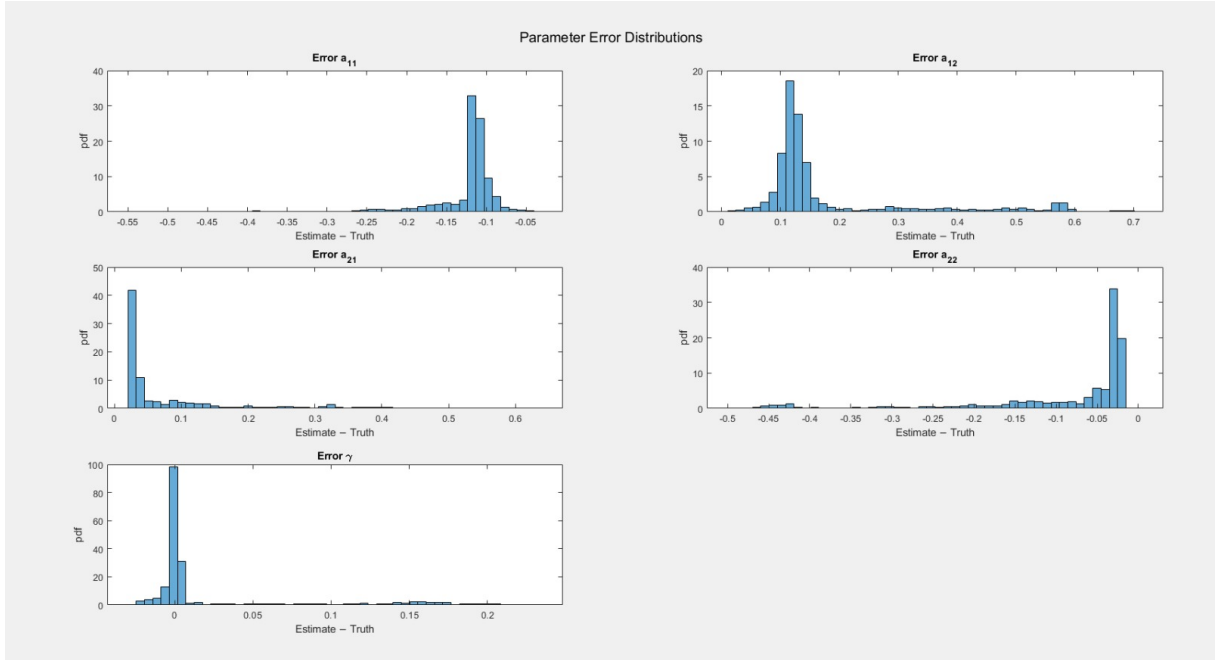 Parameter Error Distributions
Error a11
40
30
20
10
0
pdf
-0.55 -0.5 -0.45 -0.4 -0.35 -0.3 -0.25 -0.2 -0.15 -0.1 -0.05
Estimate – Truth
Error a12
20
15
10
5
0
pdf
0 0.1 0.2 0.3 0.4 0.5 0.6 0.7
Estimate – Truth
Error a21
50
40
30
20
10
0
pdf
0 0.1 0.2 0.3 0.4 0.5 0.6
Estimate – Truth
Error a22
40
30
20
10
0
pdf
-0.5 -0.45 -0.4 -0.35 -0.3 -0.25 -0.2 -0.15 -0.1 -0.05 0
Estimate – Truth
Error γ
100
80
60
40
20
0
pdf
0 0.05 0.1 0.15 0.2
Estimate – Truth